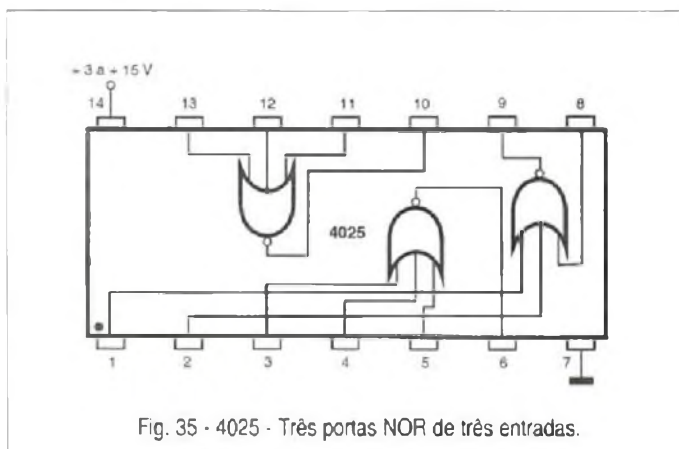 + 3 a + 15 V
14 13 12 11 10 9 8
4025
1 2 3 4 5 6 7
Fig. 35 - 4025 - Três portas NOR de três entradas.